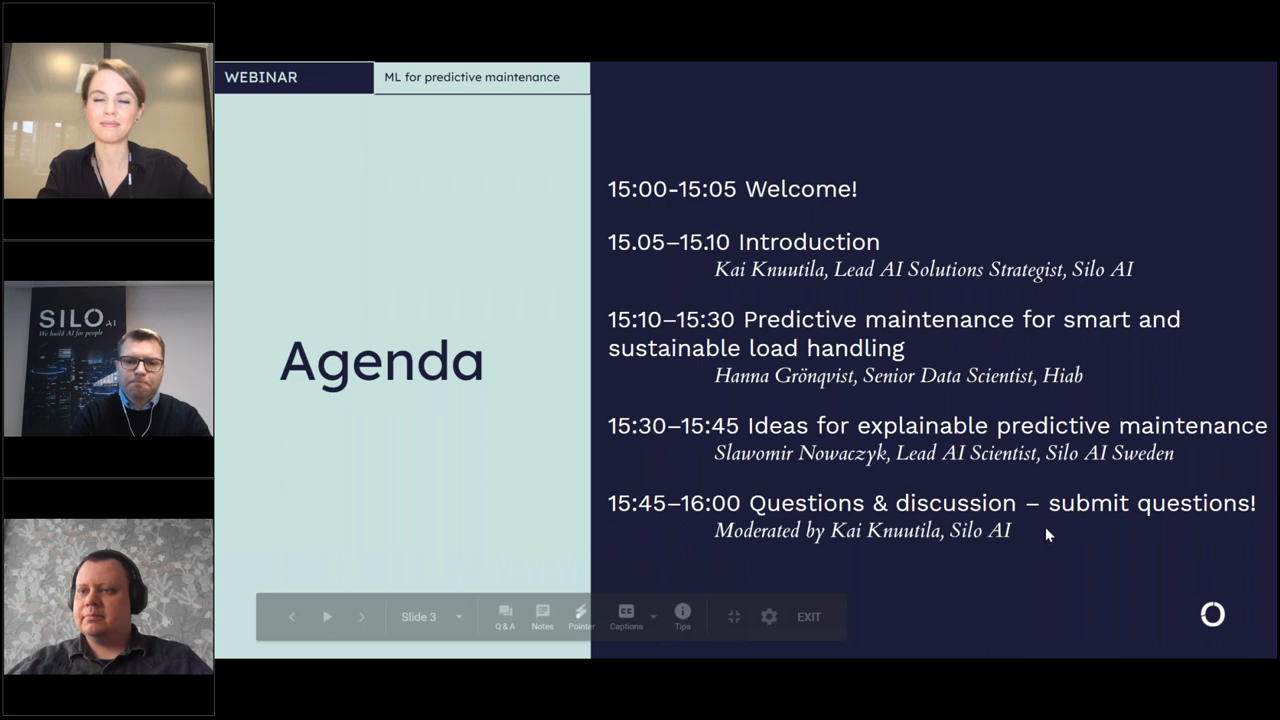 WEBINAR
ML for predictive maintenance
SILO AI
We build AI for people
Agenda
15:00-15:05 Welcome!
15.05–15.10 Introduction
Kai Knuutila, Lead AI Solutions Strategist, Silo AI
15:10–15:30 Predictive maintenance for smart and
sustainable load handling
Hanna Grönqvist, Senior Data Scientist, Hiab
15:30–15:45 Ideas for explainable predictive maintenance
Slawomir Nowaczyk, Lead AI Scientist, Silo AI Sweden
15:45–16:00 Questions & discussion – submit questions!
Moderated by Kai Knuutila, Silo AI
Slide 3
Q & A
Notes
Pointer
CC
Captions
Tips
EXIT